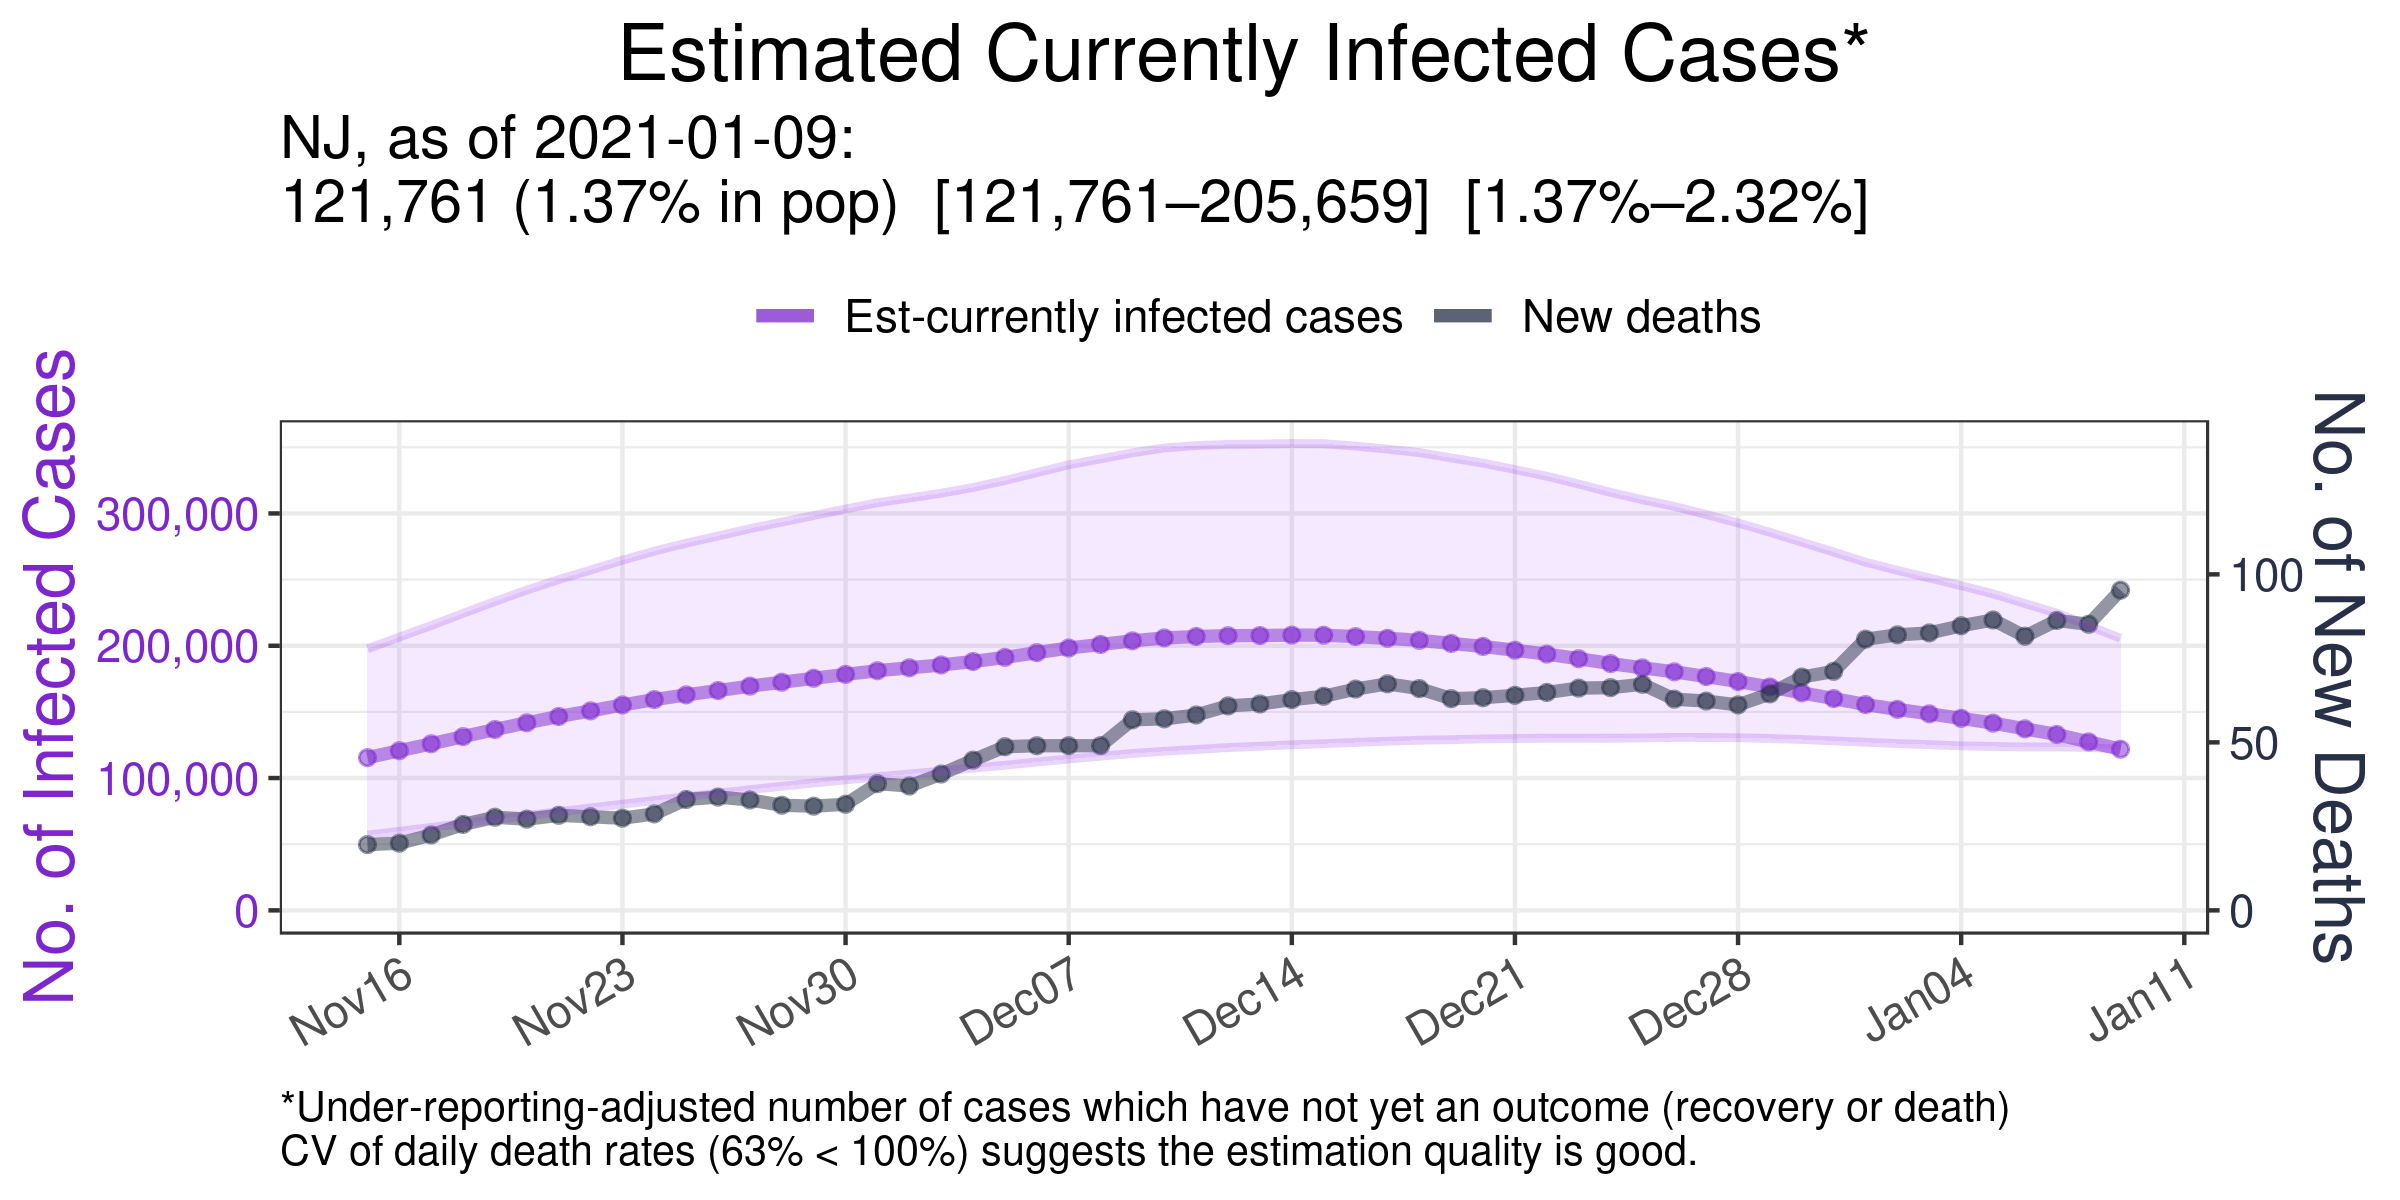 Estimated Currently Infected Cases*
NJ, as of 2021-01-09:
121,761 (1.37% in pop) [121,761–205,659] [1.37%–2.32%]
Est-currently infected cases New deaths
No. of Infected Cases
300,000
200,000
100,000
0
100
50
0
No. of New Deaths
Nov16 Nov23 Nov30 Dec07 Dec14 Dec21 Dec28 Jan04 Jan11
*Under-reporting-adjusted number of cases which have not yet an outcome (recovery or death)
CV of daily death rates (63% < 100%) suggests the estimation quality is good.